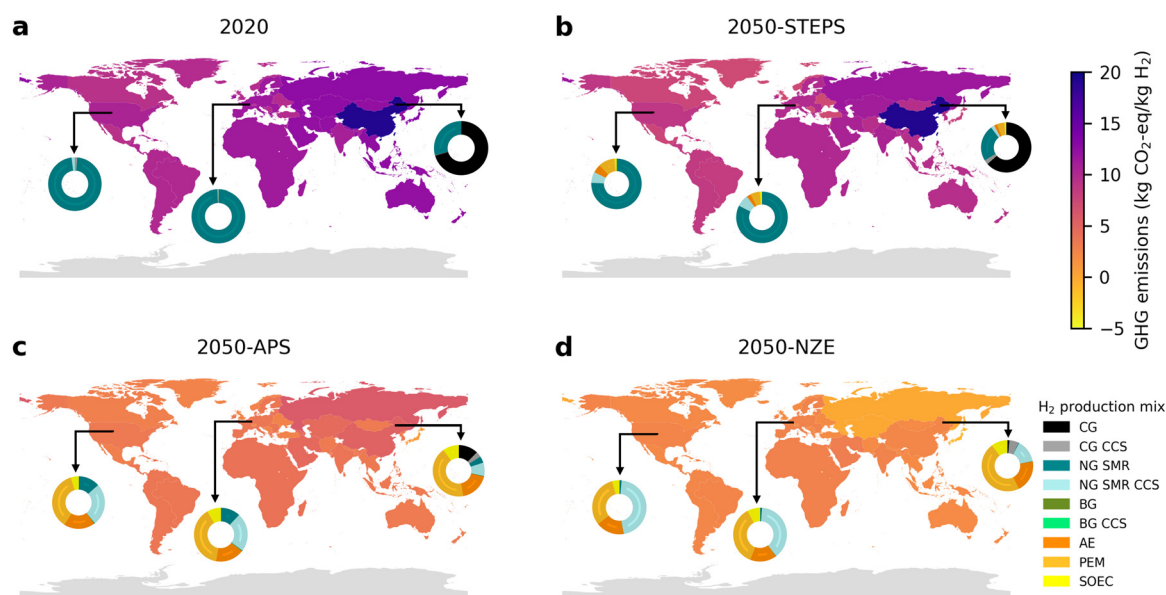 a
2020
b
2050-STEPS
20
15
10
5
0
−5
GHG emissions (kg CO₂-eq/kg H₂)
c
2050-APS
d
2050-NZE
H₂ production mix
CG
CG CCS
NG SMR
NG SMR CCS
BG
BG CCS
AE
PEM
SOEC